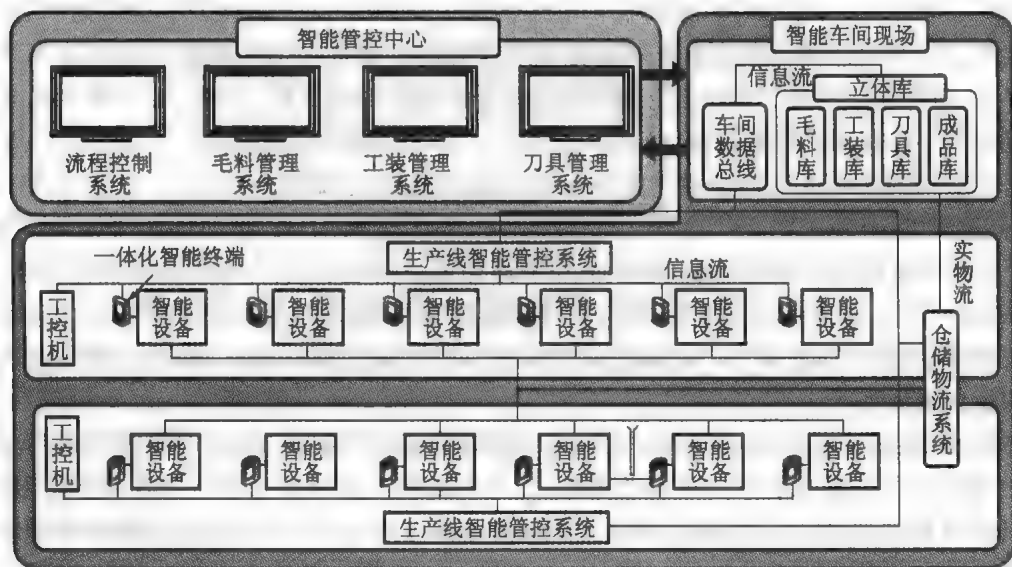 智能管控中心
流程控制
系统
毛料管理
系统
工装管理
系统
刀具管理
系统
智能车间现场
信息流
立体库
车间
数据
总线
毛料库
工装库
刀具库
成品库
生产线智能管控系统
一体化智能终端
信息流
实物流
工控机
智能
设备
智能
设备
智能
设备
智能
设备
智能
设备
智能
设备
仓储物流系统
工控机
智能
设备
智能
设备
智能
设备
智能
设备
智能
设备
智能
设备
生产线智能管控系统